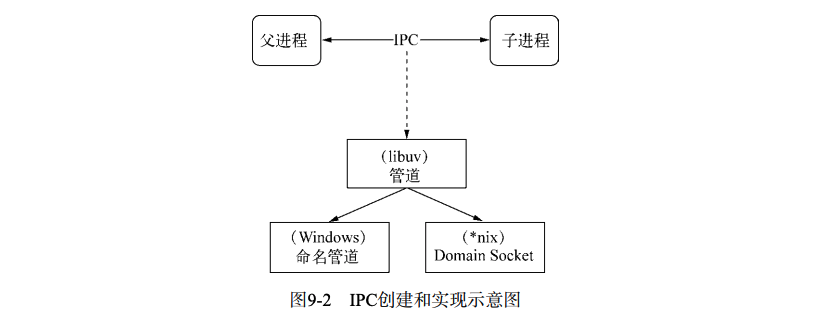 父进程
IPC
子进程
（libuv）
管道
（Windows）
命名管道
（*nix）
Domain Socket
图9-2 IPC创建和实现示意图